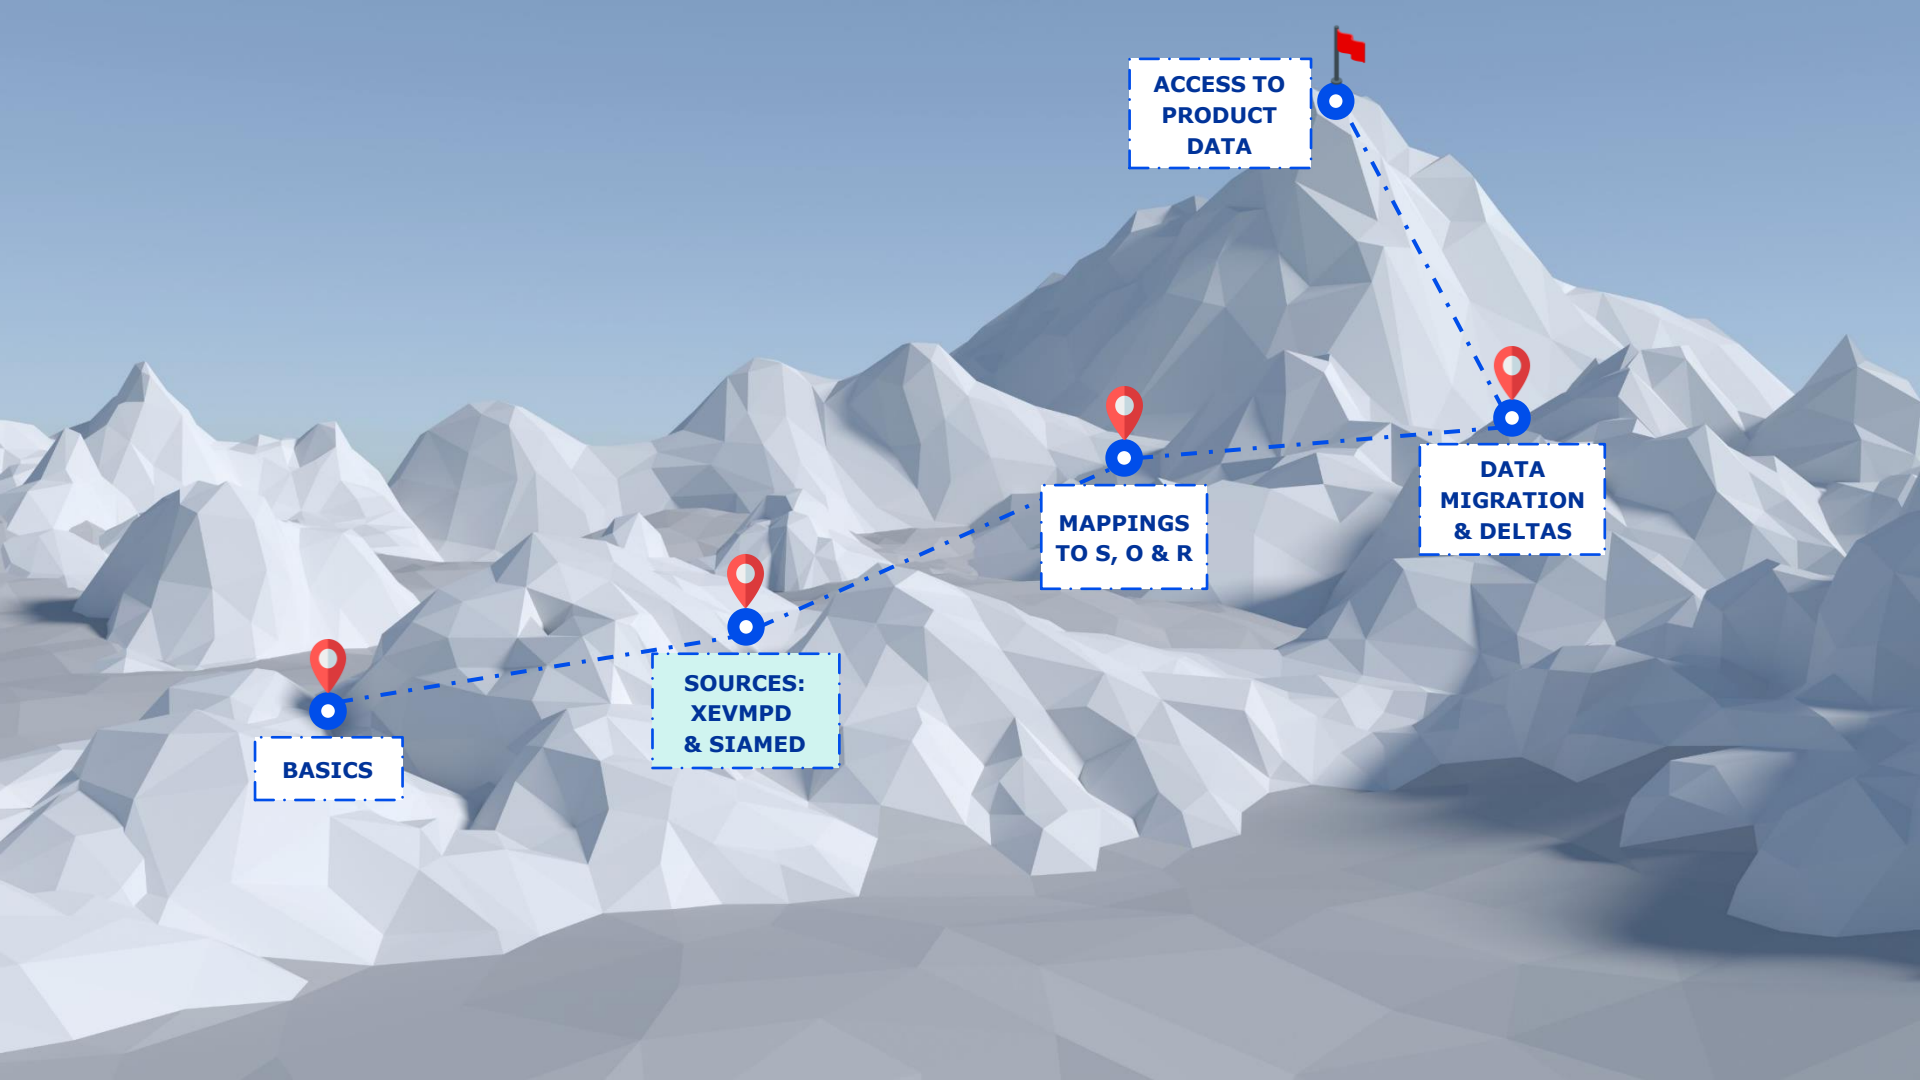 ACCESS TO
PRODUCT
DATA
DATA
MIGRATION
& DELTAS
MAPPINGS
TO S, O & R
SOURCES:
XEVMPD
& SIAMED
BASICS